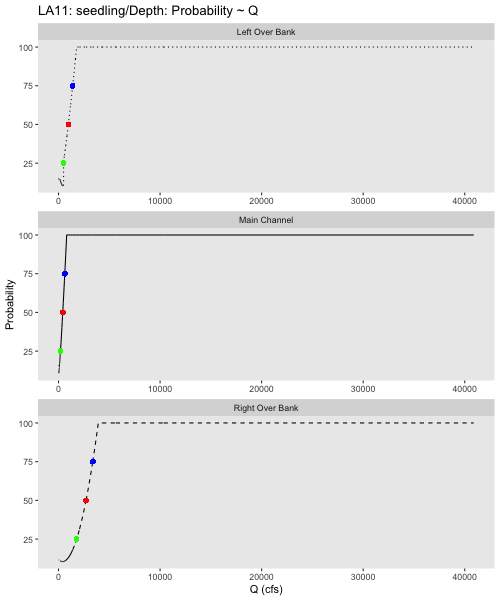 LA11: seedling/Depth: Probability ~ Q
Left Over Bank
100
75
50
25
0 10000 20000 30000 40000
Main Channel
100
75
50
25
0 10000 20000 30000 40000
Probability
Right Over Bank
100
75
50
25
0 10000 20000 30000 40000
Q (cfs)